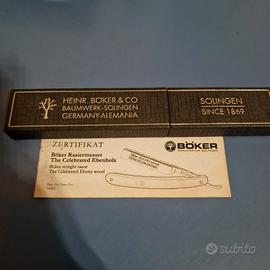 HEINR. BÖKER & CO
BAUMWERK-SOLINGEN
GERMANY-ALEMANIA
SOLINGEN
SINCE 1869
ZERTIFIKAT
Böker Rasiermesser
The Celebrated Ebenholz
Böker straight razor
The Celebrated Ebony wood
BÖKER
subito